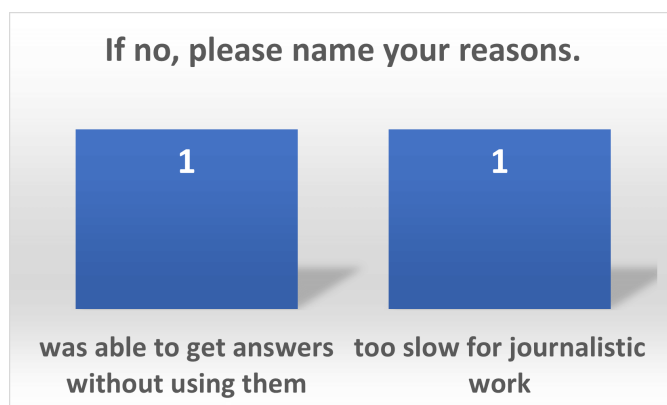 If no, please name your reasons.
1
1
was able to get answers
without using them
too slow for journalistic
work